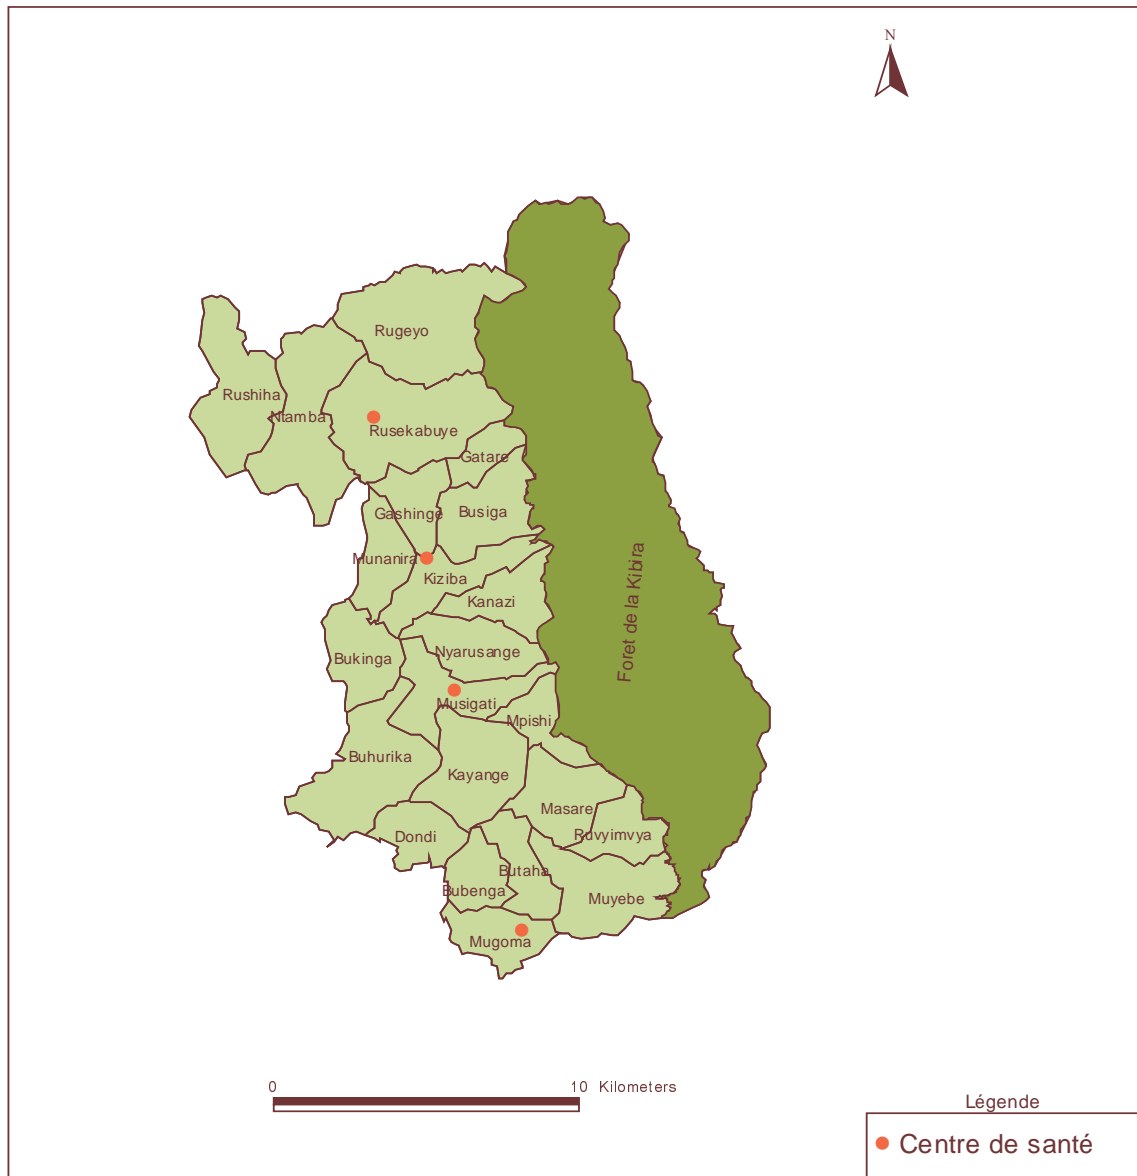 N
Rugeyo
Rushiha
Ntamba
Rusekabuye
Gatare
Gashinge
Busiga
Munanira
Kiziba
Kanazi
Foret de la Kibira
Nyarusange
Bukinga
Musigati
Mpishi
Buhurika
Kayange
Masare
Dondi
Ruvyimvya
Butaha
Bubenga
Muyebe
Mugoma
0 10 Kilometers
Légende
Centre de santé